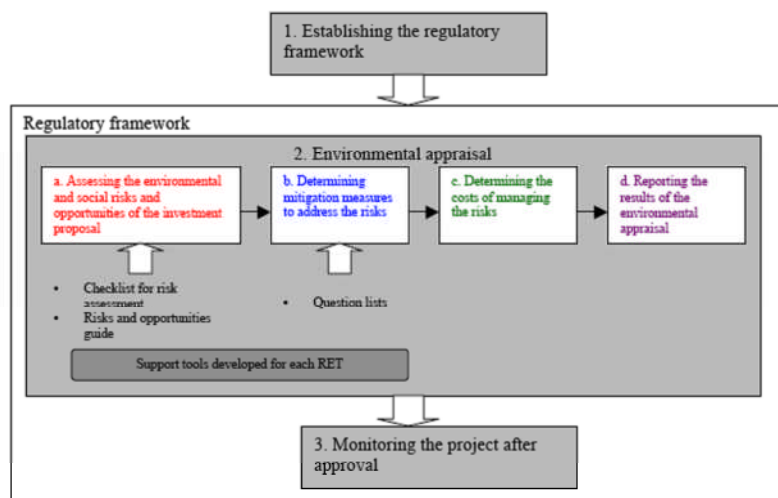 1. Establishing the regulatory
framework
Regulatory framework
2. Environmental appraisal
a. Assessing the environmental
and social risks and
opportunities of the investment
proposal
b. Determining
mitigation measures
to address the risks
c. Determining the
costs of managing
the risks
d. Reporting the
results of the
environmental
appraisal
• Checklist for risk
assessment
• Risks and opportunities
guide
• Question lists
Support tools developed for each RET
3. Monitoring the project after
approval